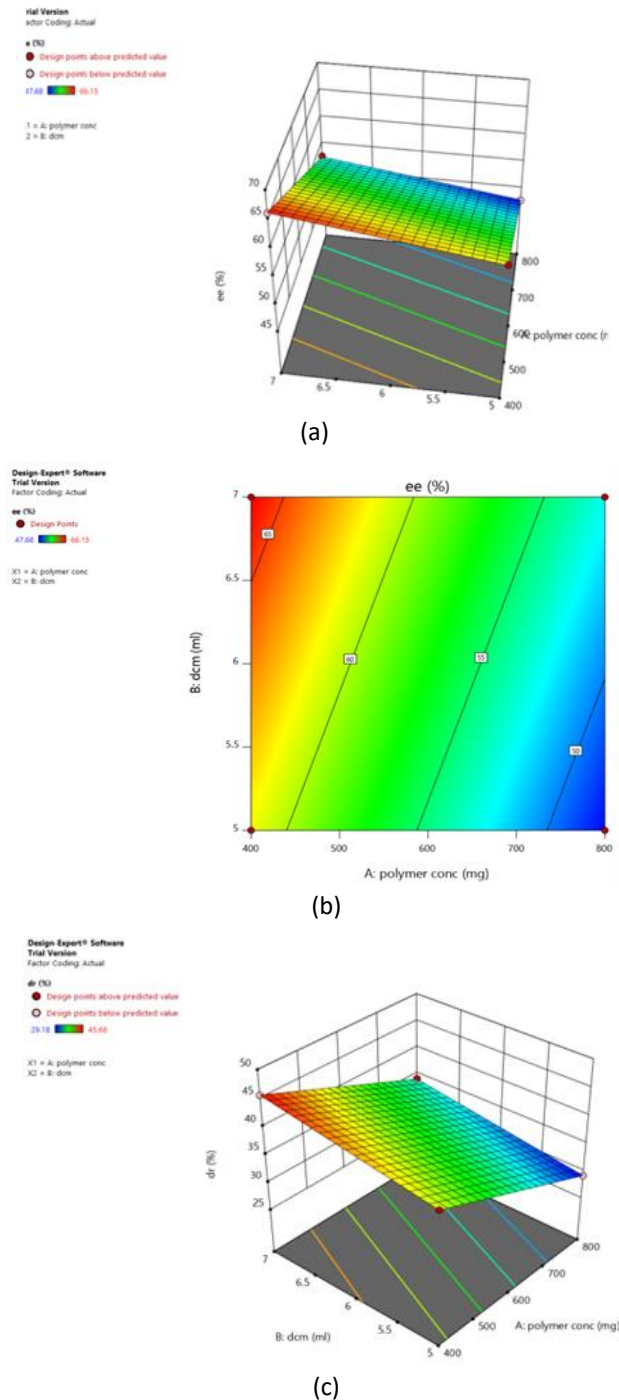 rial Version
actor Coding: Actual
e (%)
Design points above predicted value
Design points below predicted value
47.68 66.15
1 = A: polymer conc
2 = B: dcm
70
65
60
55
50
45
ee (%)
7
6.5
6
5.5
5
400
500
600
700
800
A: polymer conc (r
(a)
Design-Expert® Software
Trial Version
Factor Coding: Actual
ee (%)
Design Points
47.68 66.15
X1 = A: polymer conc
X2 = B: dcm
ee (%)
7
6.5
6
5.5
5
B: dcm (ml)
65
60
55
50
400
500
600
700
800
A: polymer conc (mg)
(b)
Design-Expert® Software
Trial Version
Factor Coding: Actual
dr (%)
Design points above predicted value
Design points below predicted value
29.18 45.68
X1 = A: polymer conc
X2 = B: dcm
50
45
40
35
30
25
dr (%)
7
6.5
6
5.5
5
B: dcm (ml)
400
500
600
700
800
A: polymer conc (mg)
(c)